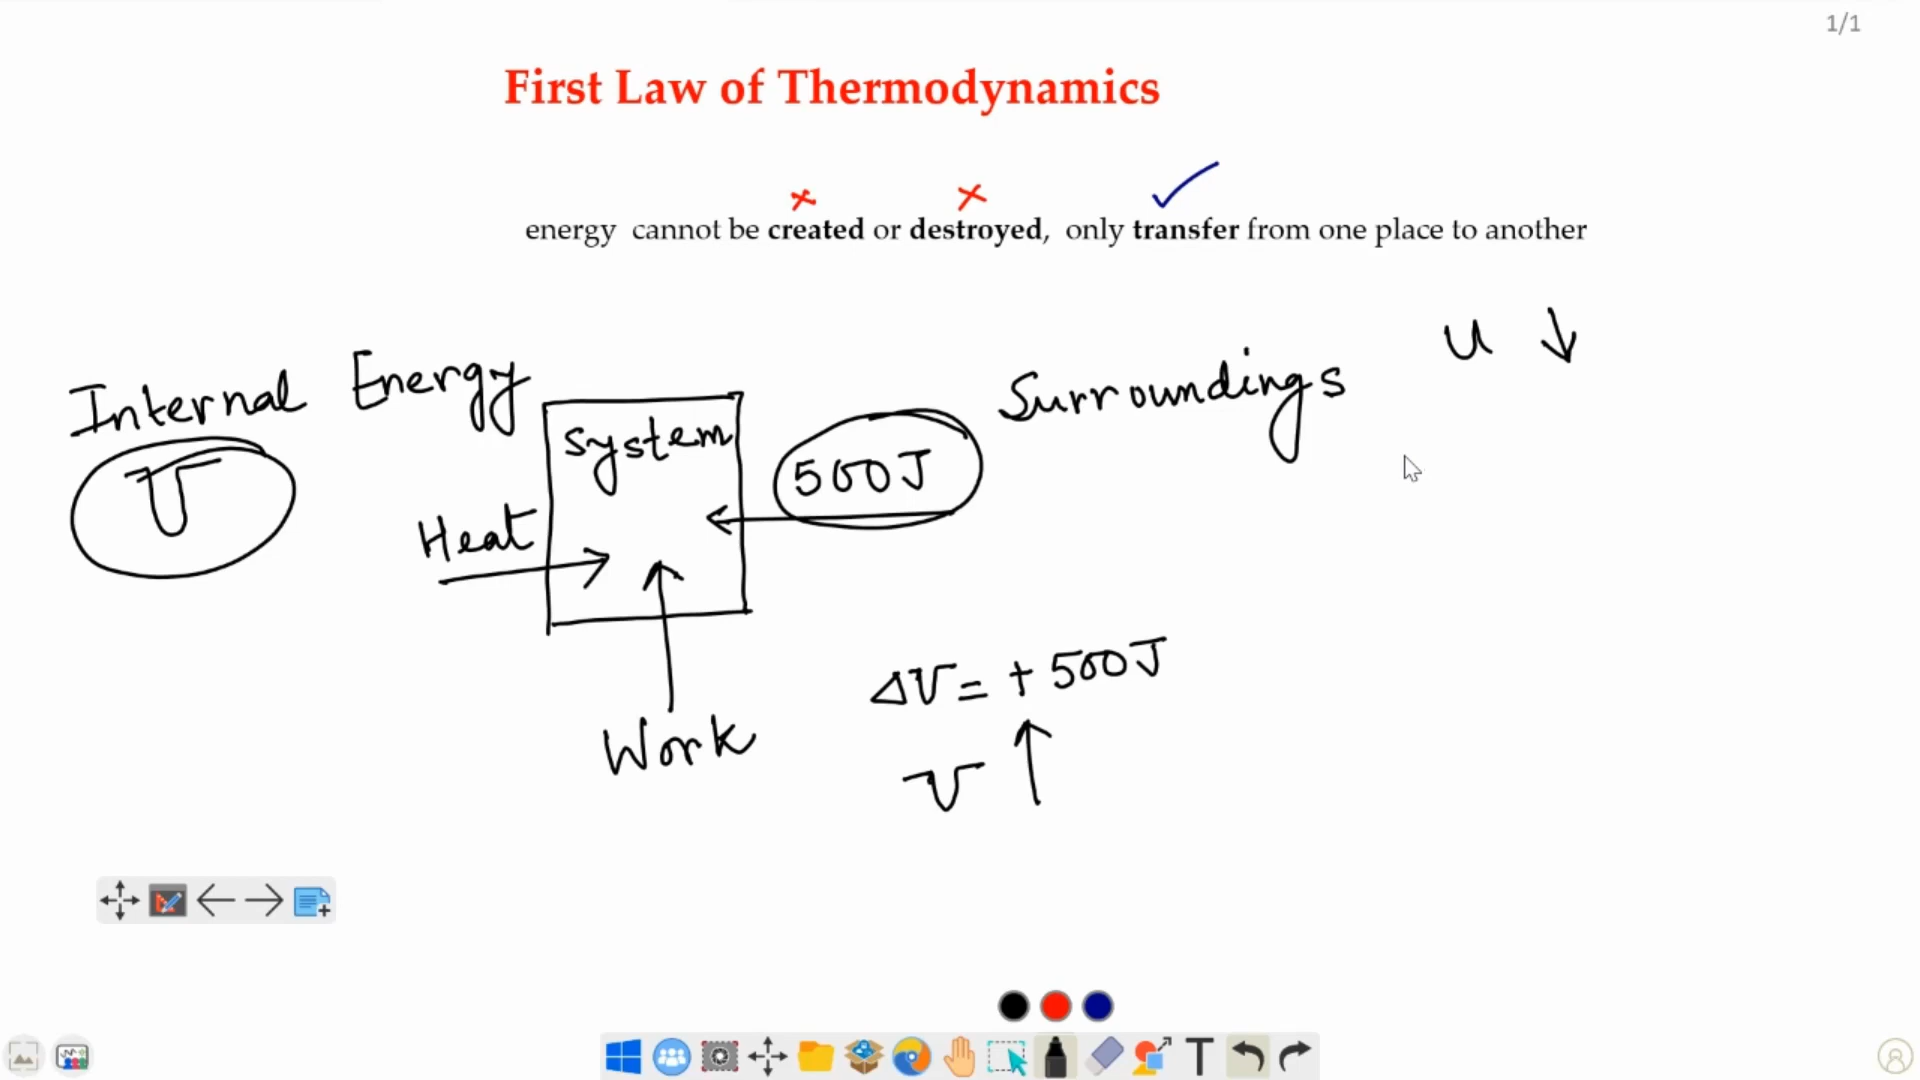 1/1
First Law of Thermodynamics
energy cannot be created or destroyed, only transfer from one place to another
U ↓
Internal Energy
Surroundings
System
500J
U
Heat
ΔU = + 500J
Work
U ↑
T